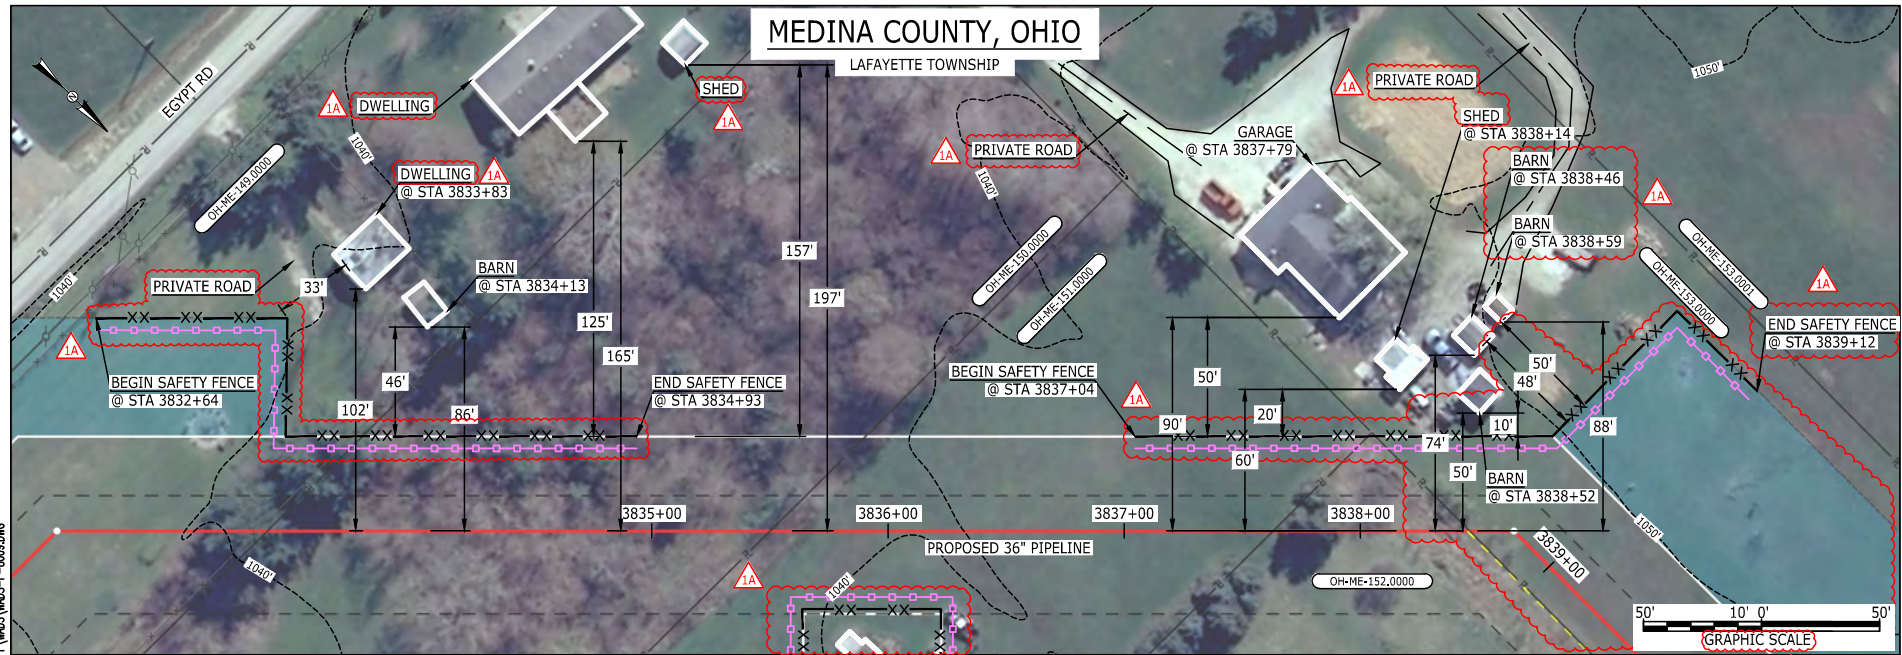 MEDINA COUNTY, OHIO
LAFAYETTE TOWNSHIP
EGYPT RD
N
R
R
R
R
OH-ME-149.0000
1040'
1040'
1A
DWELLING
SHED
1A
DWELLING
1A
@ STA 3833+83
PRIVATE ROAD
33'
BARN
@ STA 3834+13
1A
BEGIN SAFETY FENCE
@ STA 3832+64
102'
46'
86'
125'
165'
157'
197'
END SAFETY FENCE
@ STA 3834+93
1A
PRIVATE ROAD
1040'
OH-ME-150.0000
OH-ME-151.0000
GARAGE
@ STA 3837+79
1A
PRIVATE ROAD
SHED
@ STA 3838+14
BARN
@ STA 3838+46
BARN
@ STA 3838+59
1A
1050'
OH-ME-153.0001
OH-ME-153.0000
1A
END SAFETY FENCE
@ STA 3839+12
BEGIN SAFETY FENCE
@ STA 3837+04
1A
90'
50'
60'
20'
74'
50'
10'
50'
48'
88'
BARN
@ STA 3838+52
3835+00
3836+00
3837+00
3838+00
3839+00
PROPOSED 36" PIPELINE
OH-ME-152.0000
1050'
1040'
1A
1040'
50'
10'
0'
50'
GRAPHIC SCALE